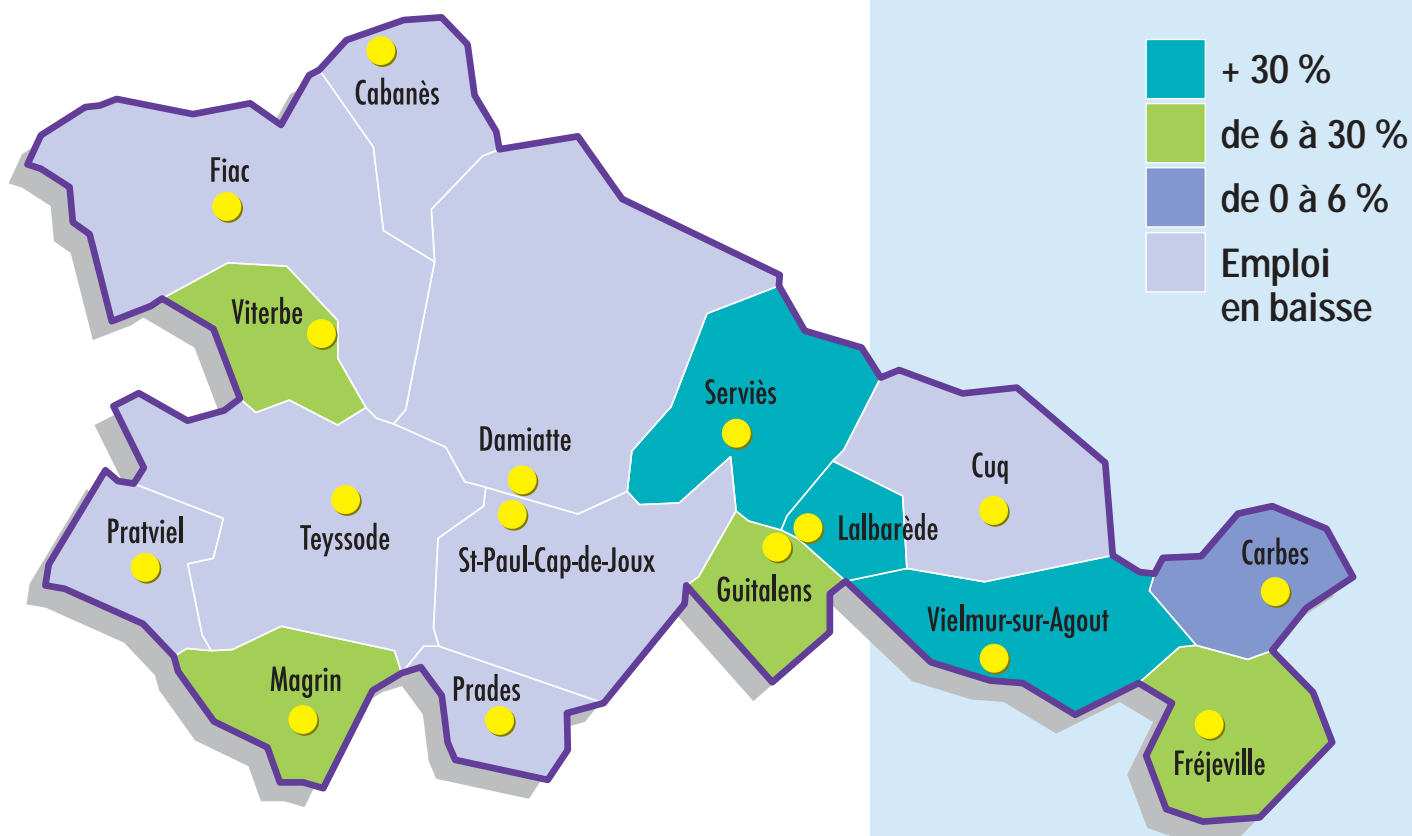 + 30 %
de 6 à 30 %
de 0 à 6 %
Emploi
en baisse
Cabanès
Fiac
Viterbe
Serviès
Damiatte
Cuq
Pratviel
Teyssode
St-Paul-Cap-de-Joux
Lalbarède
Guitalens
Carbes
Vielmur-sur-Agout
Magrin
Prades
Fréjeville